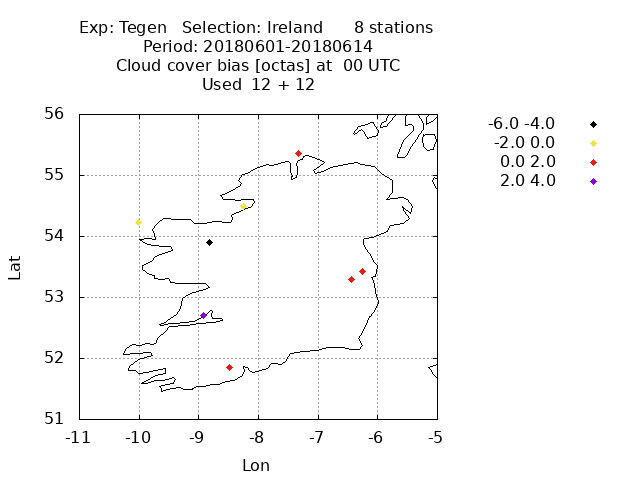 Exp: Tegen   Selection: Ireland      8 stations
Period: 20180601-20180614
Cloud cover bias [octas] at  00 UTC
Used  12 + 12
-6.0 -4.0
-2.0 0.0
0.0 2.0
2.0 4.0
56
55
54
53
52
51
Lat
-11 -10 -9 -8 -7 -6 -5
Lon